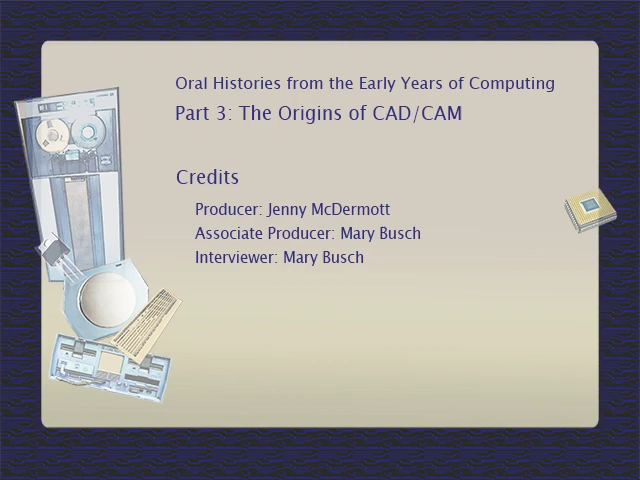 Oral Histories from the Early Years of Computing
Part 3: The Origins of CAD/CAM
Credits
Producer: Jenny McDermott
Associate Producer: Mary Busch
Interviewer: Mary Busch